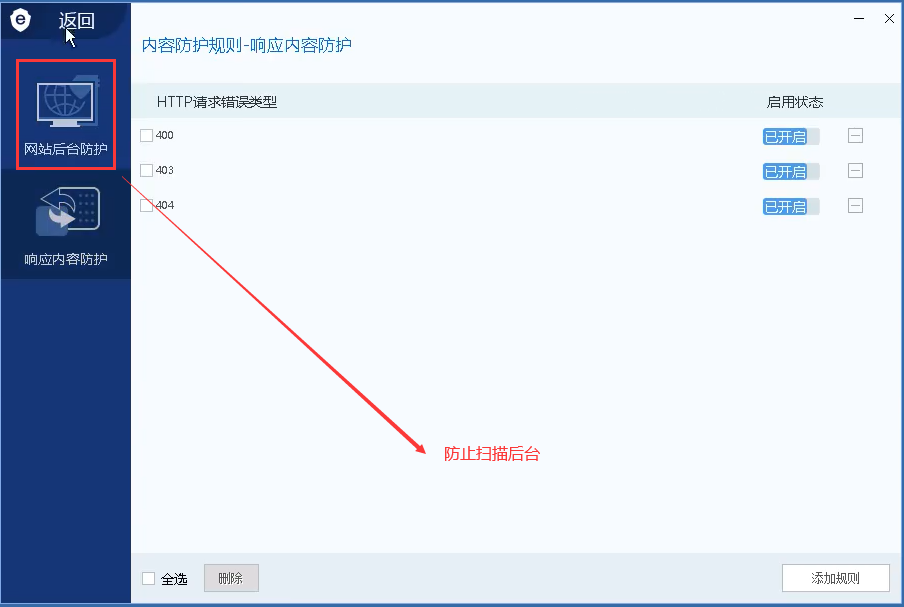 返回
网站后台防护
响应内容防护
内容防护规则-响应内容防护
HTTP请求错误类型 启用状态
400 已开启
403 已开启
404 已开启
防止扫描后台
全选 删除 添加规则